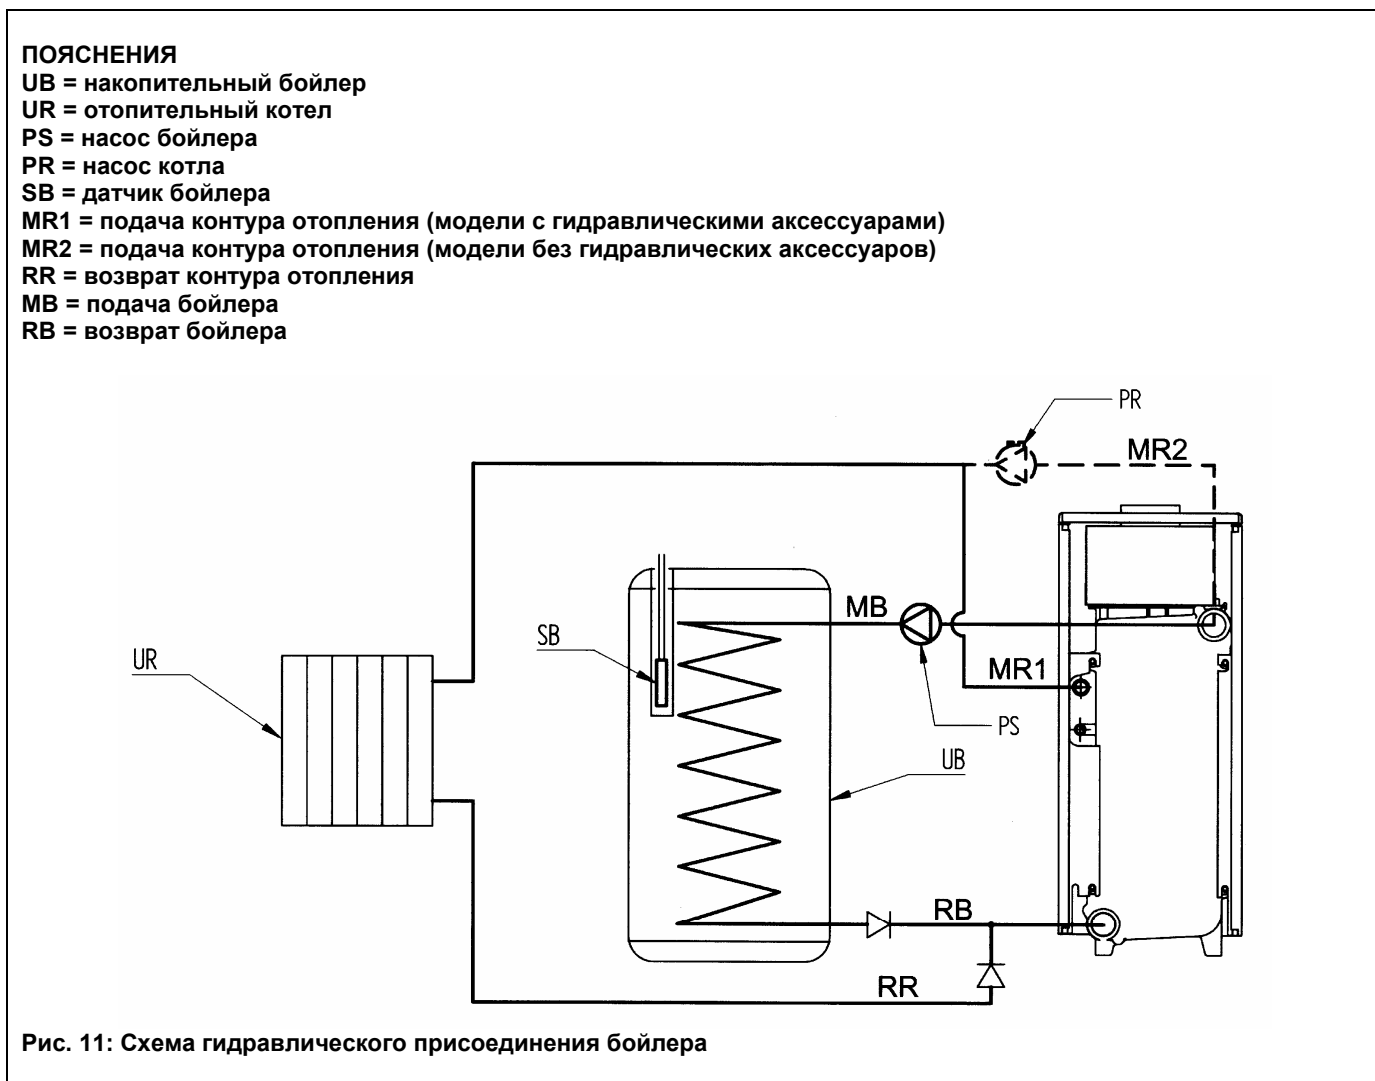 ПОЯСНЕНИЯ
UB = накопительный бойлер
UR = отопительный котел
PS = насос бойлера
PR = насос котла
SB = датчик бойлера
MR1 = подача контура отопления (модели с гидравлическими аксессуарами)
MR2 = подача контура отопления (модели без гидравлических аксессуаров)
RR = возврат контура отопления
MB = подача бойлера
RB = возврат бойлера
PR
MR2
MB
SB
UR
MR1
PS
UB
RB
RR
Рис. 11: Схема гидравлического присоединения бойлера